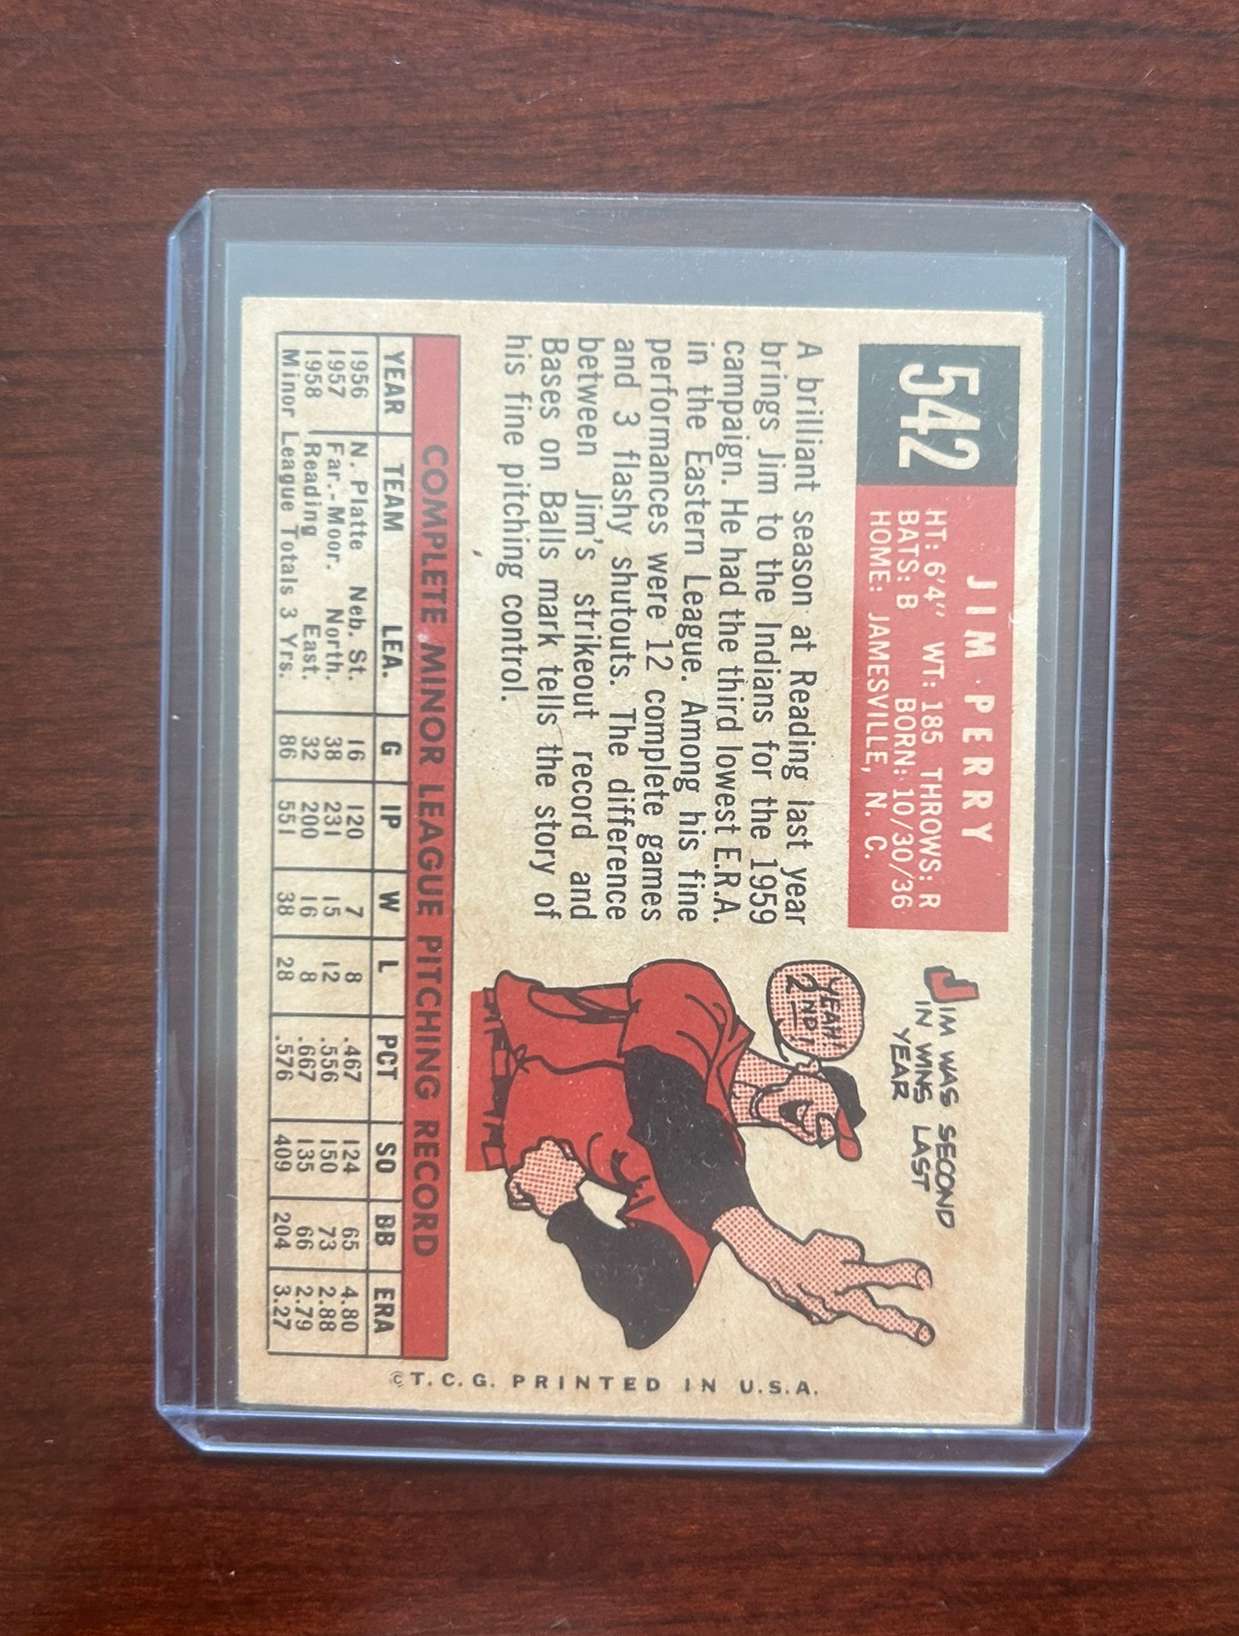 542
JIM PERRY
HT: 6'4" WT: 185 THROWS: R
BATS: B BORN: 10/30/36
HOME: JAMESVILLE, N. C.
A brilliant season at Reading last year
brings Jim to the Indians for the 1959
campaign. He had the third lowest E.R.A.
in the Eastern League. Among his fine
performances were 12 complete games
and 3 flashy shutouts. The difference
between Jim's strikeout record and
Bases on Balls mark tells the story of
his fine pitching control.
JIM WAS SECOND
IN WINS LAST
YEAR
YEAH!
2ND!
COMPLETE MINOR LEAGUE PITCHING RECORD
YEAR TEAM LEA. G IP W L PCT SO BB ERA
1956 N. Platte Neb. St. 16 120 7 8 .467 124 65 4.80
1957 Far.-Moor. North. 38 231 15 12 .556 150 73 2.88
1958 Reading East. 32 200 16 8 .667 135 66 2.79
Minor League Totals 3 Yrs. 86 551 38 28 .576 409 204 3.27
©T.C.G. PRINTED IN U.S.A.